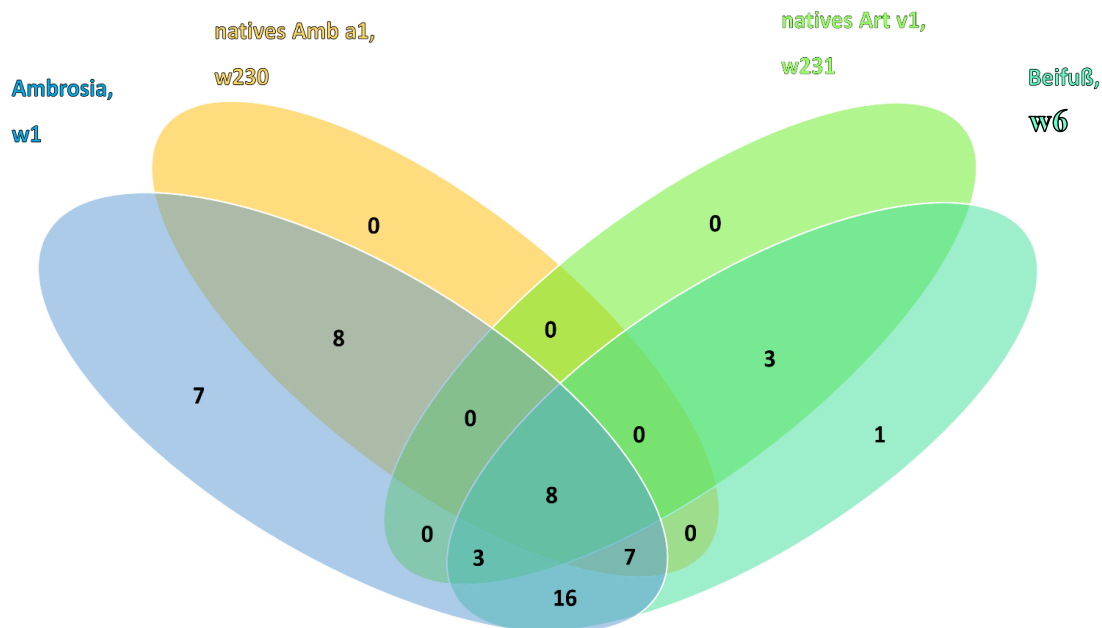 natives Amb a1,
w230
natives Art v1,
w231
Ambrosia,
w1
Beifuß,
w6
0
0
0
8
3
7
0
0
1
8
0
3
7
0
16